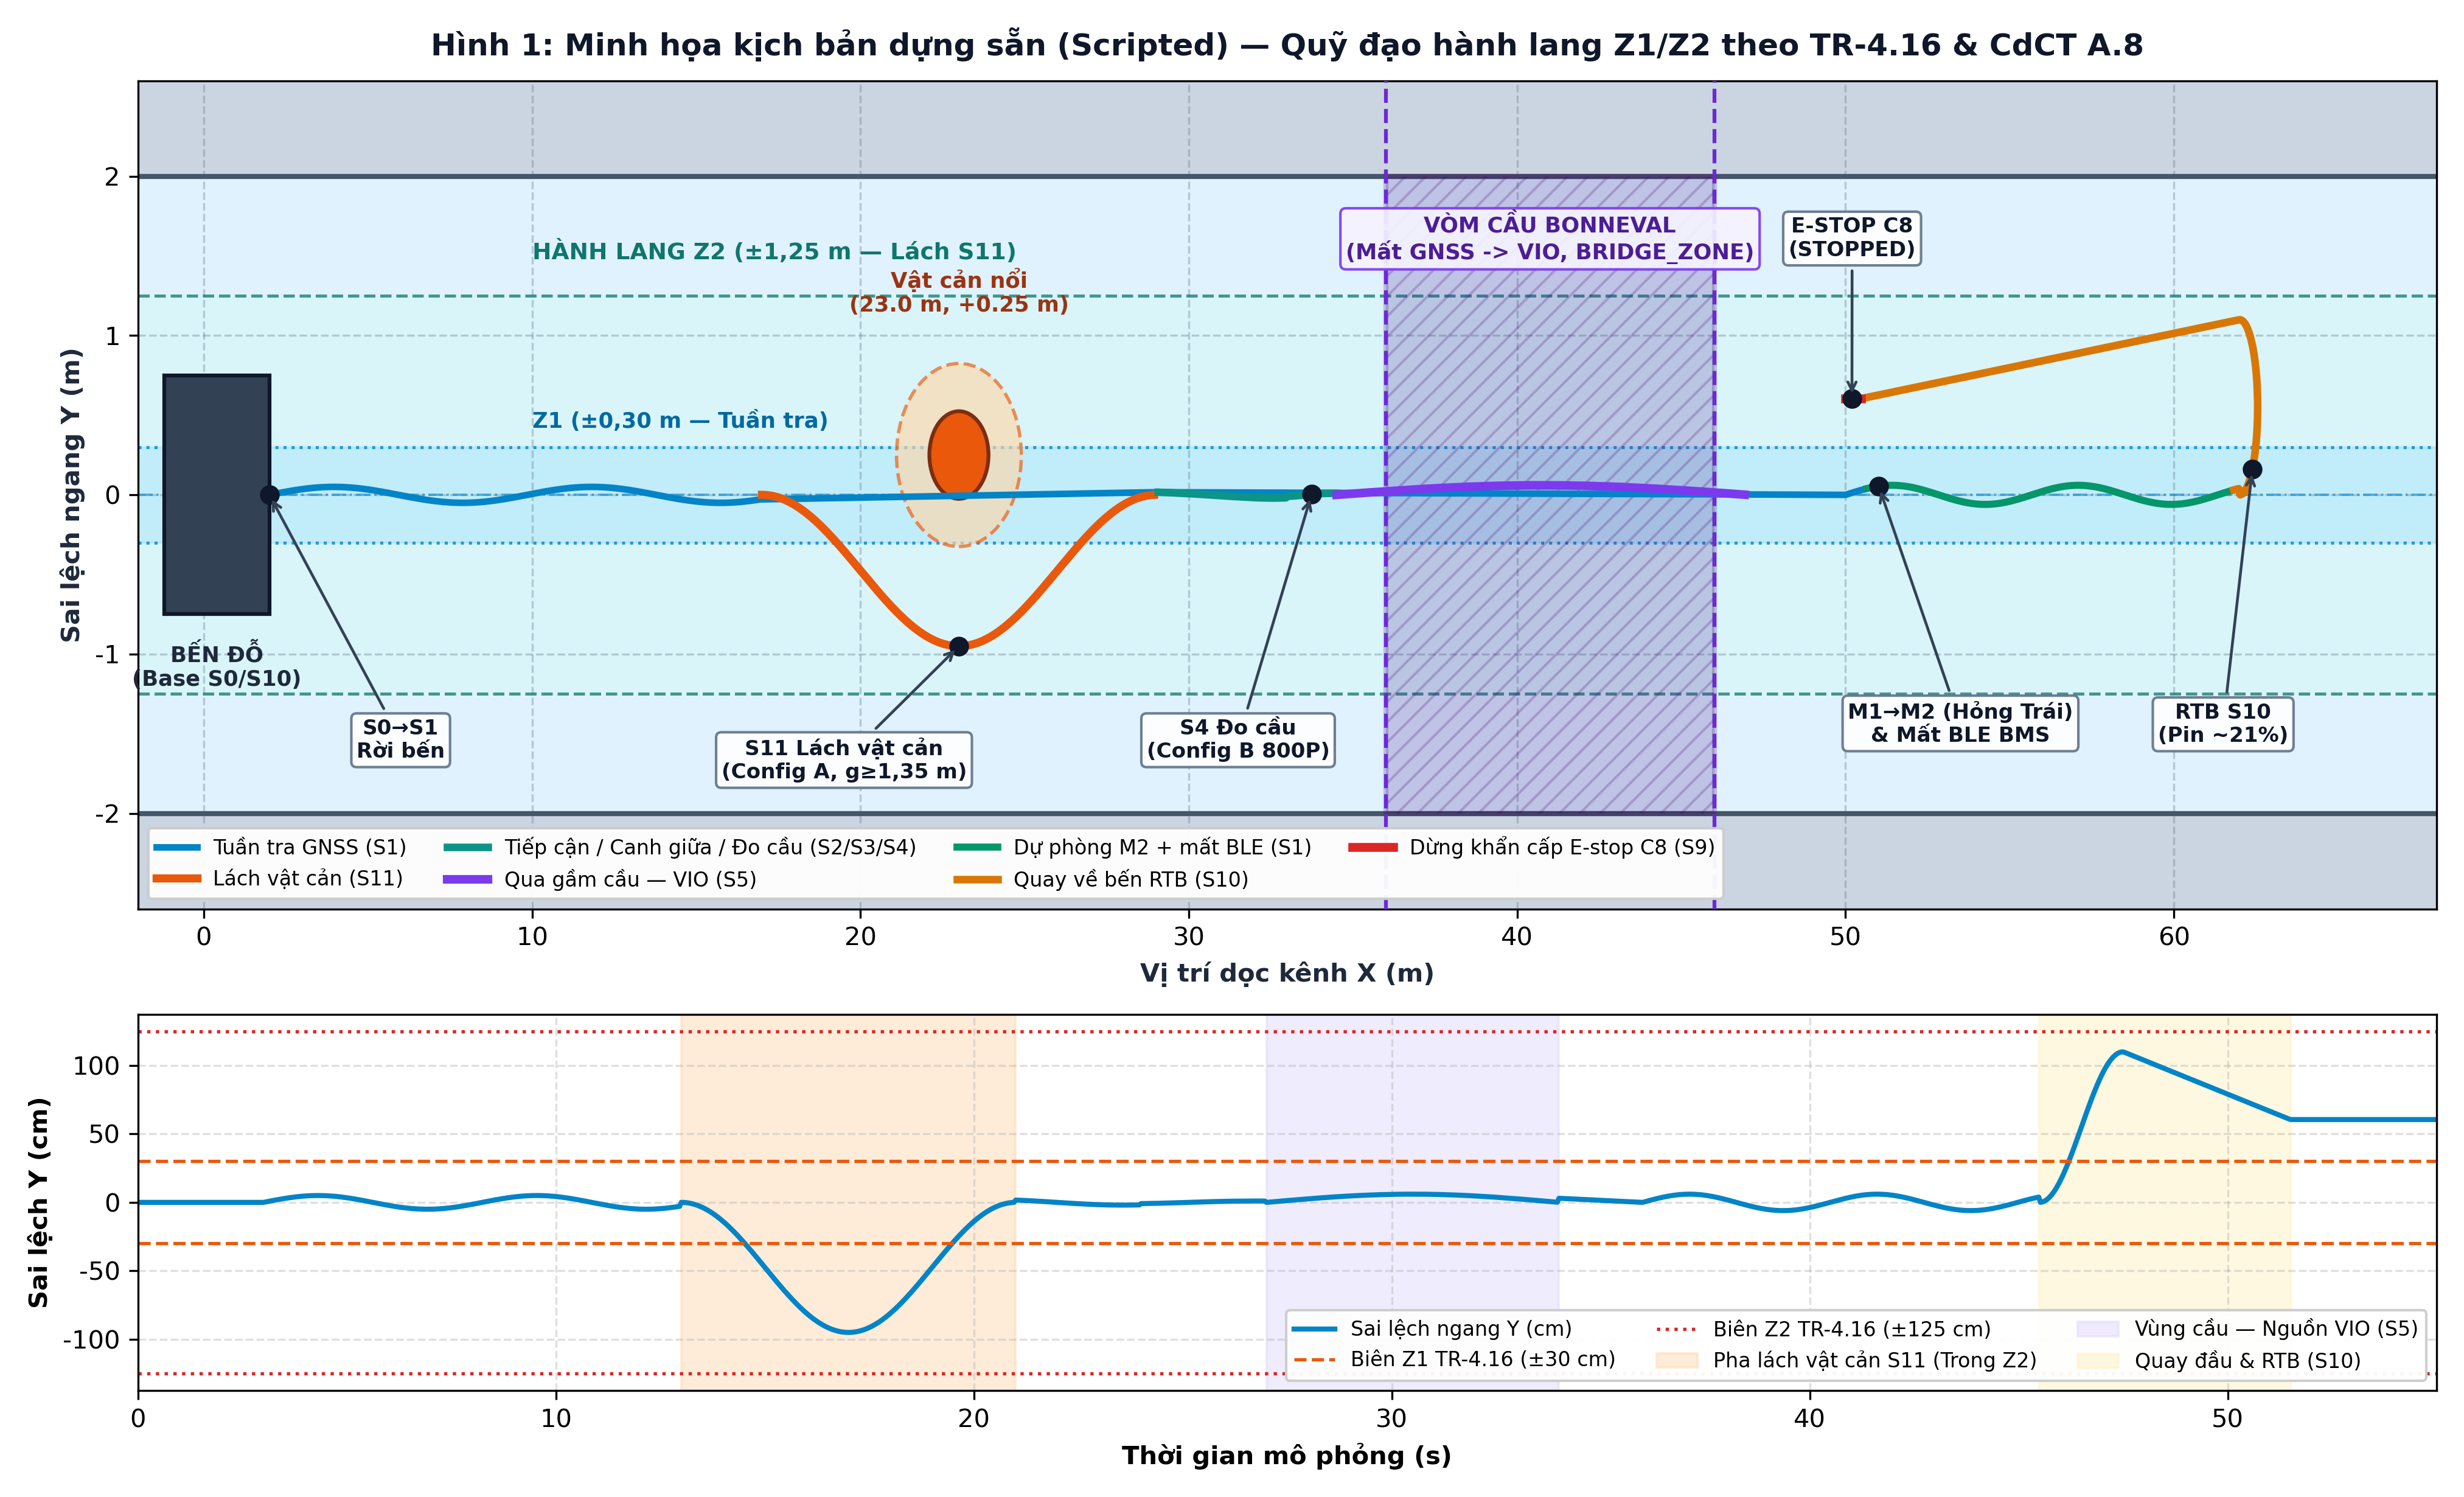 Hình 1: Minh họa kịch bản dựng sẵn (Scripted) — Quỹ đạo hành lang Z1/Z2 theo TR-4.16 & CdCT A.8
Sai lệch ngang Y (m)
2
1
0
-1
-2
HÀNH LANG Z2 (±1,25 m — Lách S11)
Vật cản nổi
(23.0 m, +0.25 m)
Z1 (±0,30 m — Tuần tra)
VÒM CẦU BONNEVAL
(Mất GNSS -> VIO, BRIDGE_ZONE)
E-STOP C8
(STOPPED)
BẾN ĐỖ
(Base S0/S10)
S0→S1
Rời bến
S11 Lách vật cản
(Config A, g≥1,35 m)
S4 Đo cầu
(Config B 800P)
M1→M2 (Hỏng Trái)
& Mất BLE BMS
RTB S10
(Pin ~21%)
Tuần tra GNSS (S1)
Lách vật cản (S11)
Tiếp cận / Canh giữa / Đo cầu (S2/S3/S4)
Qua gầm cầu — VIO (S5)
Dự phòng M2 + mất BLE (S1)
Quay về bến RTB (S10)
Dừng khẩn cấp E-stop C8 (S9)
0 10 20 30 40 50 60
Vị trí dọc kênh X (m)
Sai lệch Y (cm)
100
50
0
-50
-100
Sai lệch ngang Y (cm)
Biên Z1 TR-4.16 (±30 cm)
Biên Z2 TR-4.16 (±125 cm)
Pha lách vật cản S11 (Trong Z2)
Vùng cầu — Nguồn VIO (S5)
Quay đầu & RTB (S10)
0 10 20 30 40 50
Thời gian mô phỏng (s)